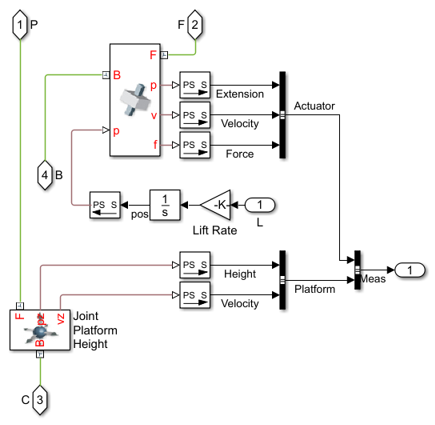 1 P
F 2
F
B
p
PS S
Extension
v
PS S
Velocity
Actuator
p
f
PS S
Force
4 B
PS S
pos
1
s
-K-
1
Lift Rate
L
PS S
Height
PS S
Velocity
Platform
Meas
1
F
pz
vz
B
Joint
Platform
Height
C 3